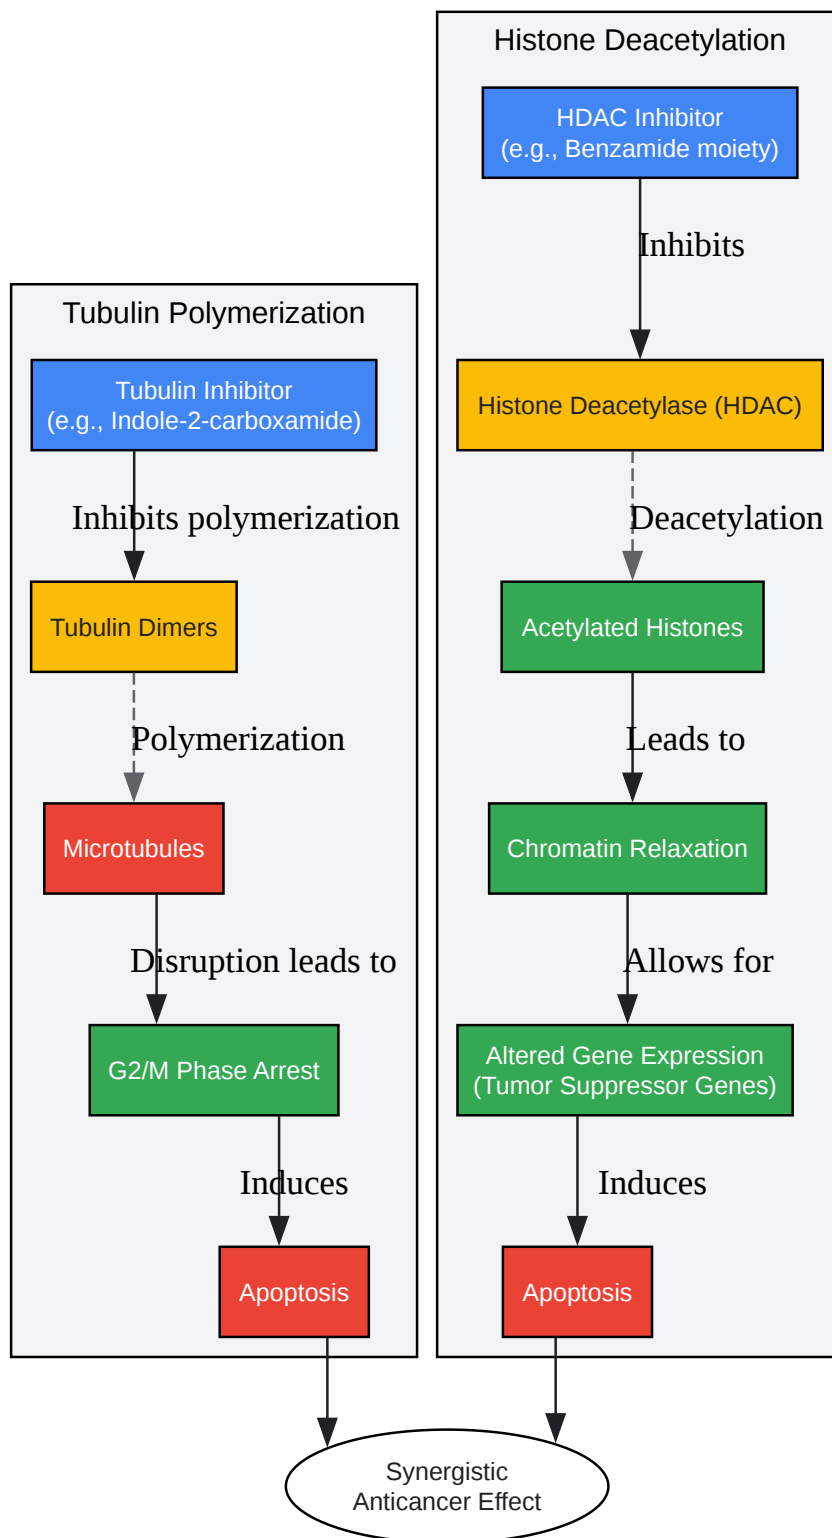 Histone Deacetylation
HDAC Inhibitor
(e.g., Benzamide moiety)
Inhibits
Histone Deacetylase (HDAC)
Deacetylation
Acetylated Histones
Leads to
Chromatin Relaxation
Allows for
Altered Gene Expression
(Tumor Suppressor Genes)
Induces
Apoptosis
Tubulin Polymerization
Tubulin Inhibitor
(e.g., Indole-2-carboxamide)
Inhibits polymerization
Tubulin Dimers
Polymerization
Microtubules
Disruption leads to
G2/M Phase Arrest
Induces
Apoptosis
Synergistic
Anticancer Effect